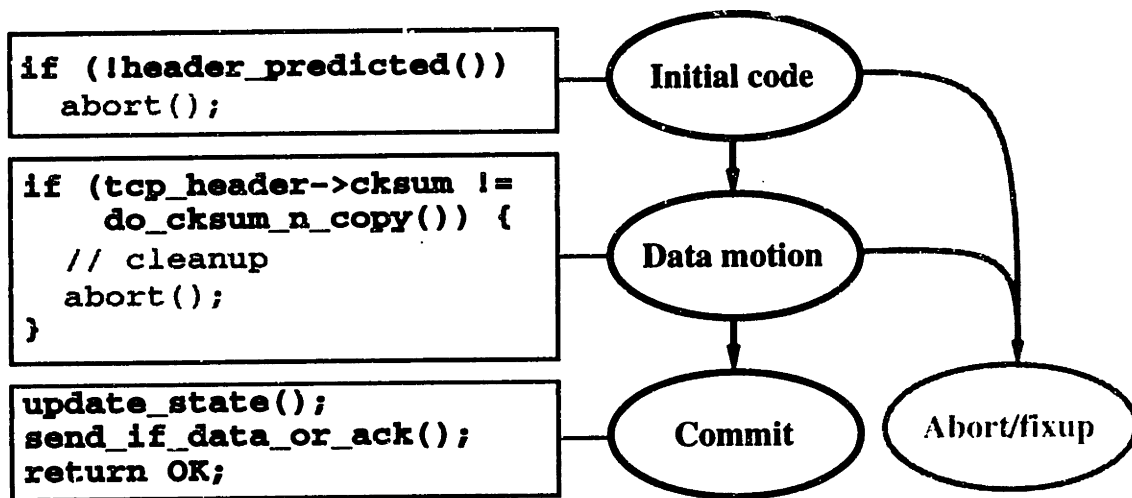 if (!header_predicted())
  abort();
Initial code
if (tcp_header->cksum !=
    do_cksum_n_copy()) {
  // cleanup
  abort();
}
Data motion
update_state();
send_if_data_or_ack();
return OK;
Commit
Abort/fixup